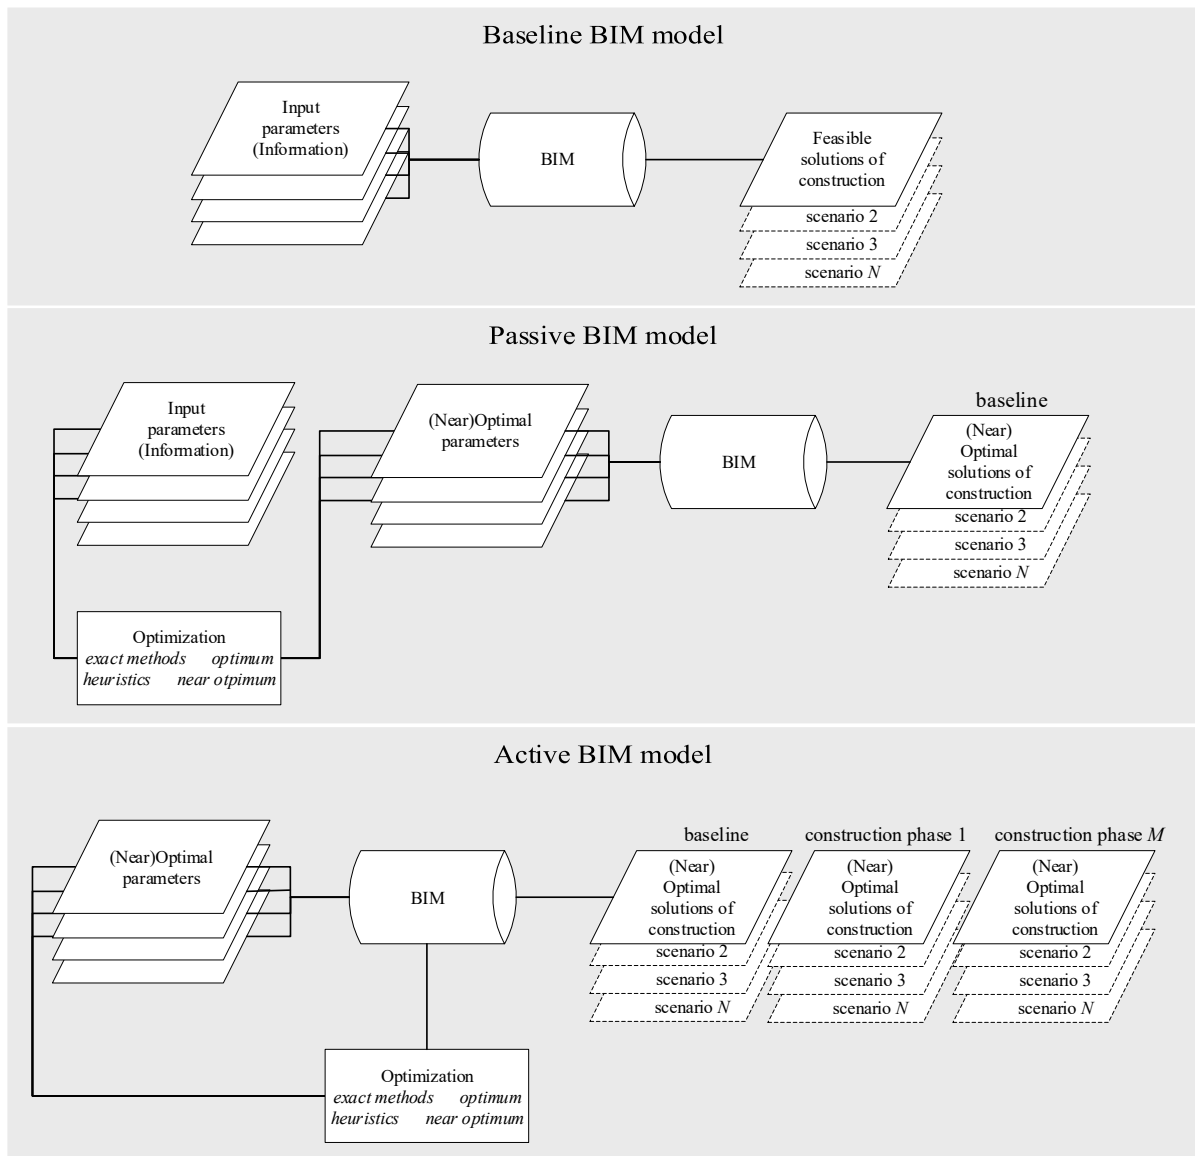 Baseline BIM model
Input
parameters
(Information)
BIM
Feasible
solutions of
construction
scenario 2
scenario 3
scenario N
Passive BIM model
Input
parameters
(Information)
(Near)Optimal
parameters
BIM
baseline
(Near)
Optimal
solutions of
construction
scenario 2
scenario 3
scenario N
Optimization
exact methods optimum
heuristics near otpimum
Active BIM model
(Near)Optimal
parameters
BIM
baseline
(Near)
Optimal
solutions of
construction
scenario 2
scenario 3
scenario N
construction phase 1
(Near)
Optimal
solutions of
construction
scenario 2
scenario 3
scenario N
construction phase M
(Near)
Optimal
solutions of
construction
scenario 2
scenario 3
scenario N
Optimization
exact methods optimum
heuristics near optimum